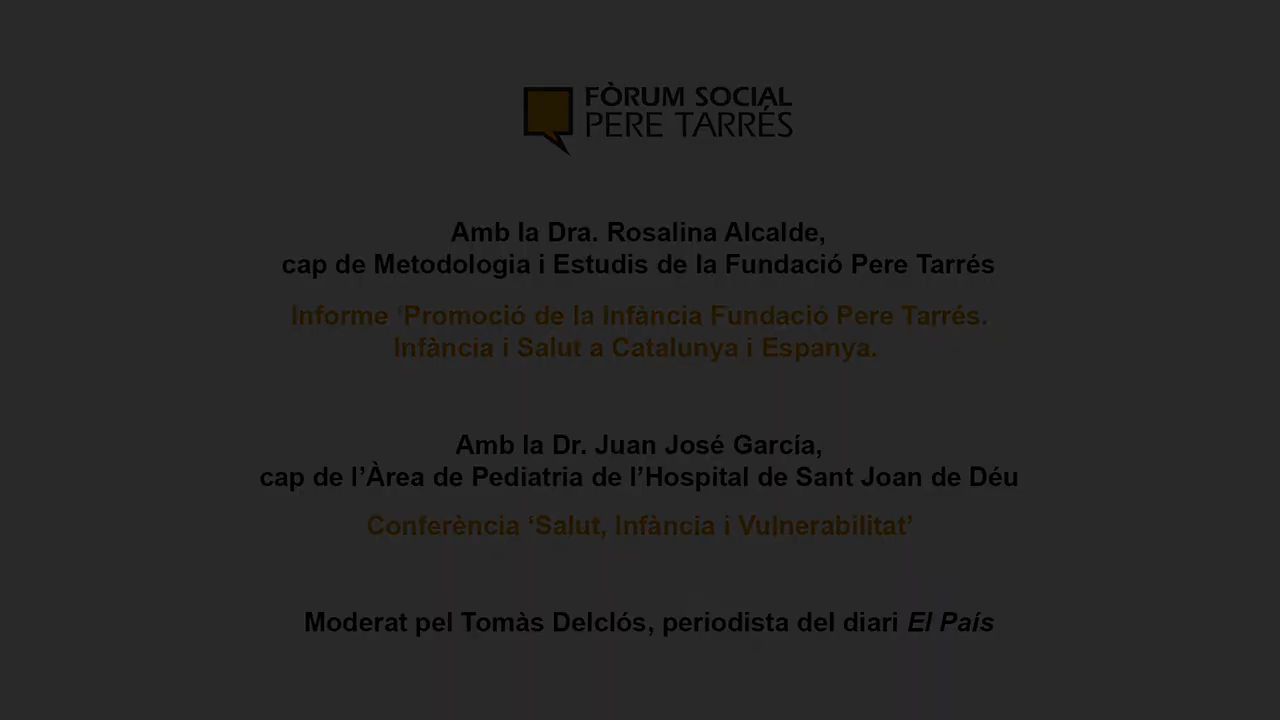 FÒRUM SOCIAL
PERE TARRÉS
Amb la Dra. Rosalina Alcalde,
cap de Metodologia i Estudis de la Fundació Pere Tarrés
Informe ‘Promoció de la Infància Fundació Pere Tarrés.
Infància i Salut a Catalunya i Espanya.
Amb la Dr. Juan José García,
cap de l’Àrea de Pediatria de l’Hospital de Sant Joan de Déu
Conferència ‘Salut, Infància i Vulnerabilitat’
Moderat pel Tomàs Delclós, periodista del diari El País